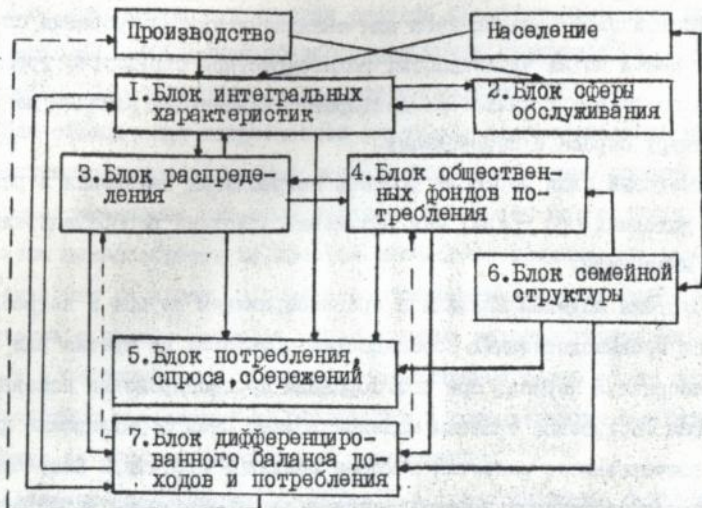 Производство
Население
1.Блок интегральных
характеристик
2.Блок сферы
обслуживания
3.Блок распреде-
ления
4.Блок обществен-
ных фондов по-
требления
6.Блок семейной
структуры
5.Блок потребления,
спроса,сбережений
7.Блок дифференциро-
ванного баланса до-
ходов и потребления